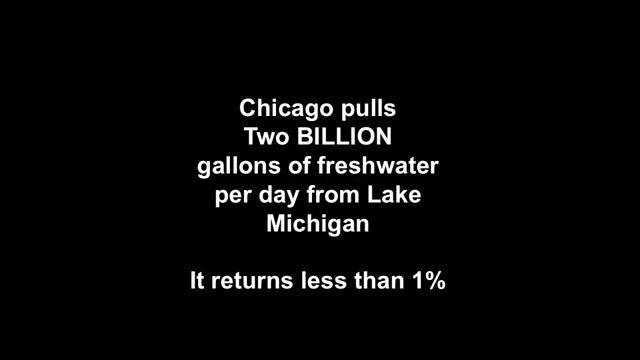 Chicago pulls
Two BILLION
gallons of freshwater
per day from Lake
Michigan
It returns less than 1%